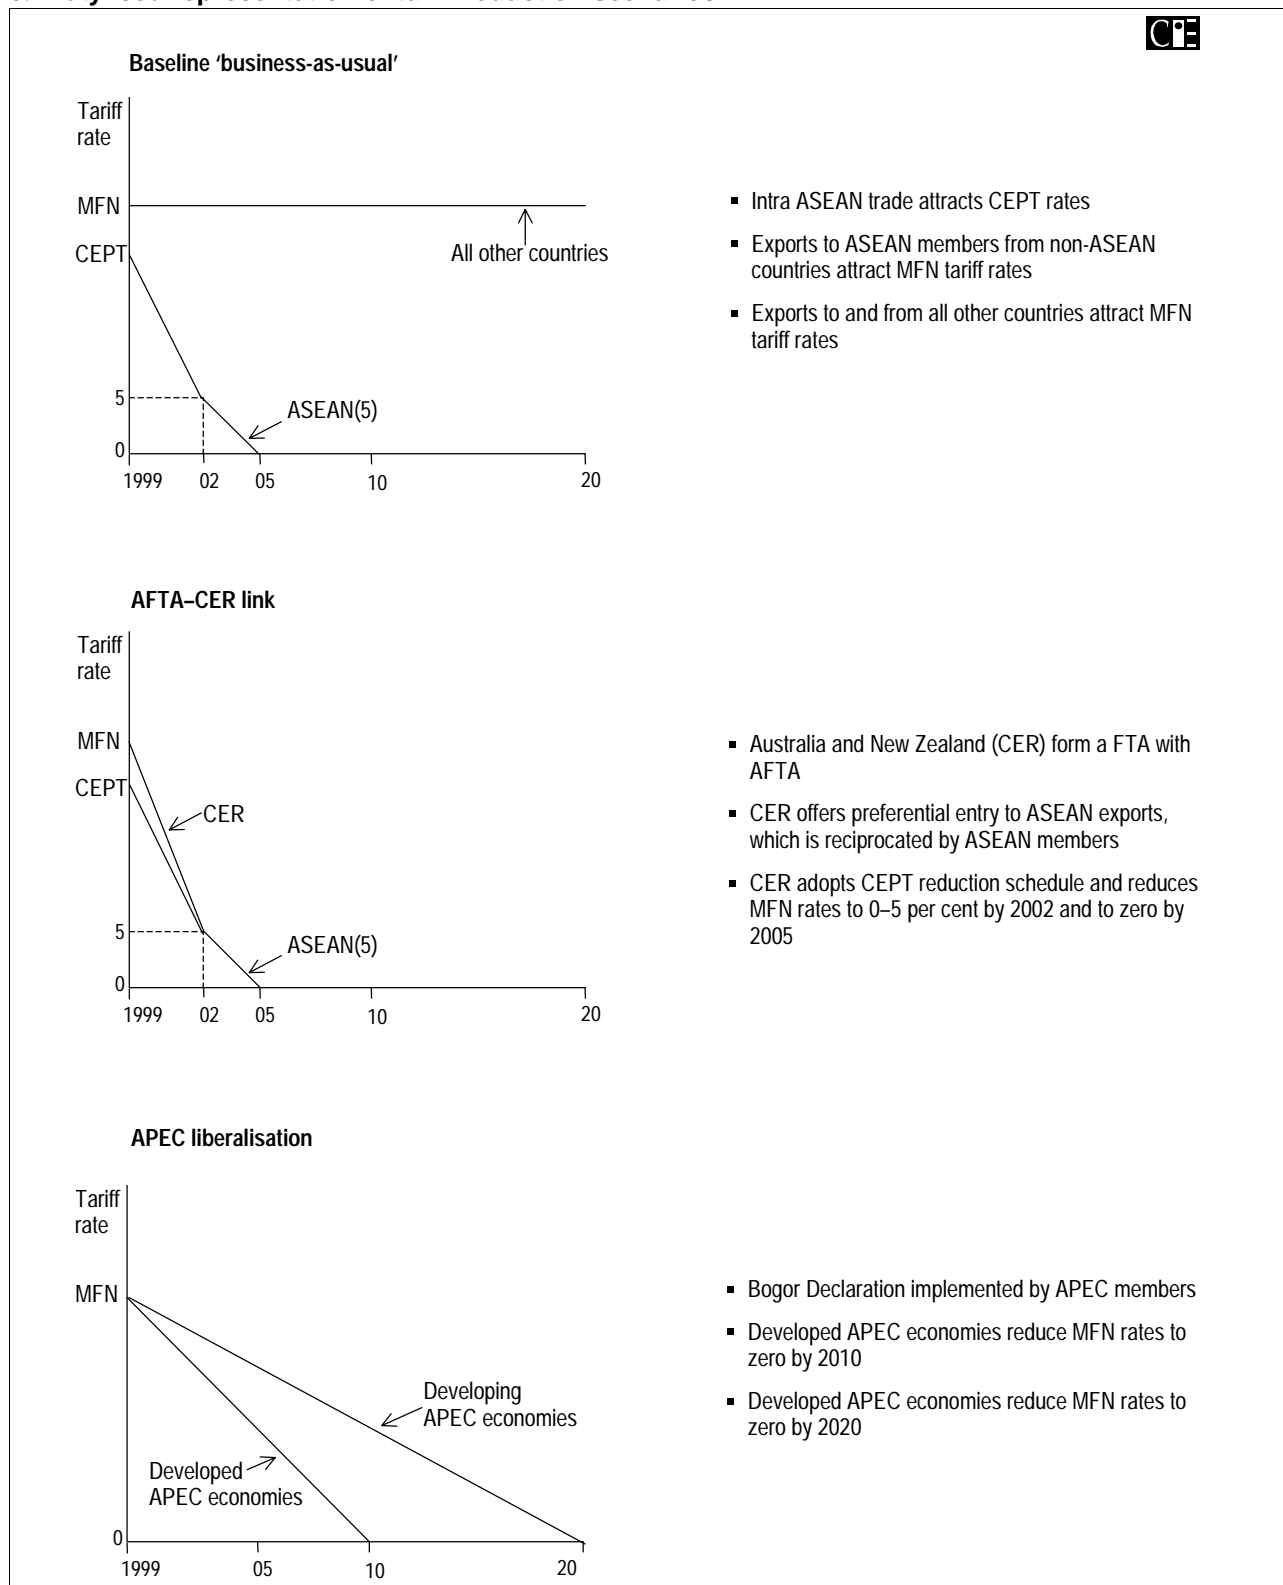 Baseline ‘business-as-usual’
CIE
Tariff
rate
MFN
CEPT
All other countries
5
ASEAN(5)
0
1999 02 05 10 20
▪ Intra ASEAN trade attracts CEPT rates
▪ Exports to ASEAN members from non-ASEAN
countries attract MFN tariff rates
▪ Exports to and from all other countries attract MFN
tariff rates
AFTA–CER link
Tariff
rate
MFN
CEPT
CER
5
ASEAN(5)
0
1999 02 05 10 20
▪ Australia and New Zealand (CER) form a FTA with
AFTA
▪ CER offers preferential entry to ASEAN exports,
which is reciprocated by ASEAN members
▪ CER adopts CEPT reduction schedule and reduces
MFN rates to 0–5 per cent by 2002 and to zero by
2005
APEC liberalisation
Tariff
rate
MFN
Developing
APEC economies
Developed
APEC economies
0
1999 05 10 20
▪ Bogor Declaration implemented by APEC members
▪ Developed APEC economies reduce MFN rates to
zero by 2010
▪ Developed APEC economies reduce MFN rates to
zero by 2020